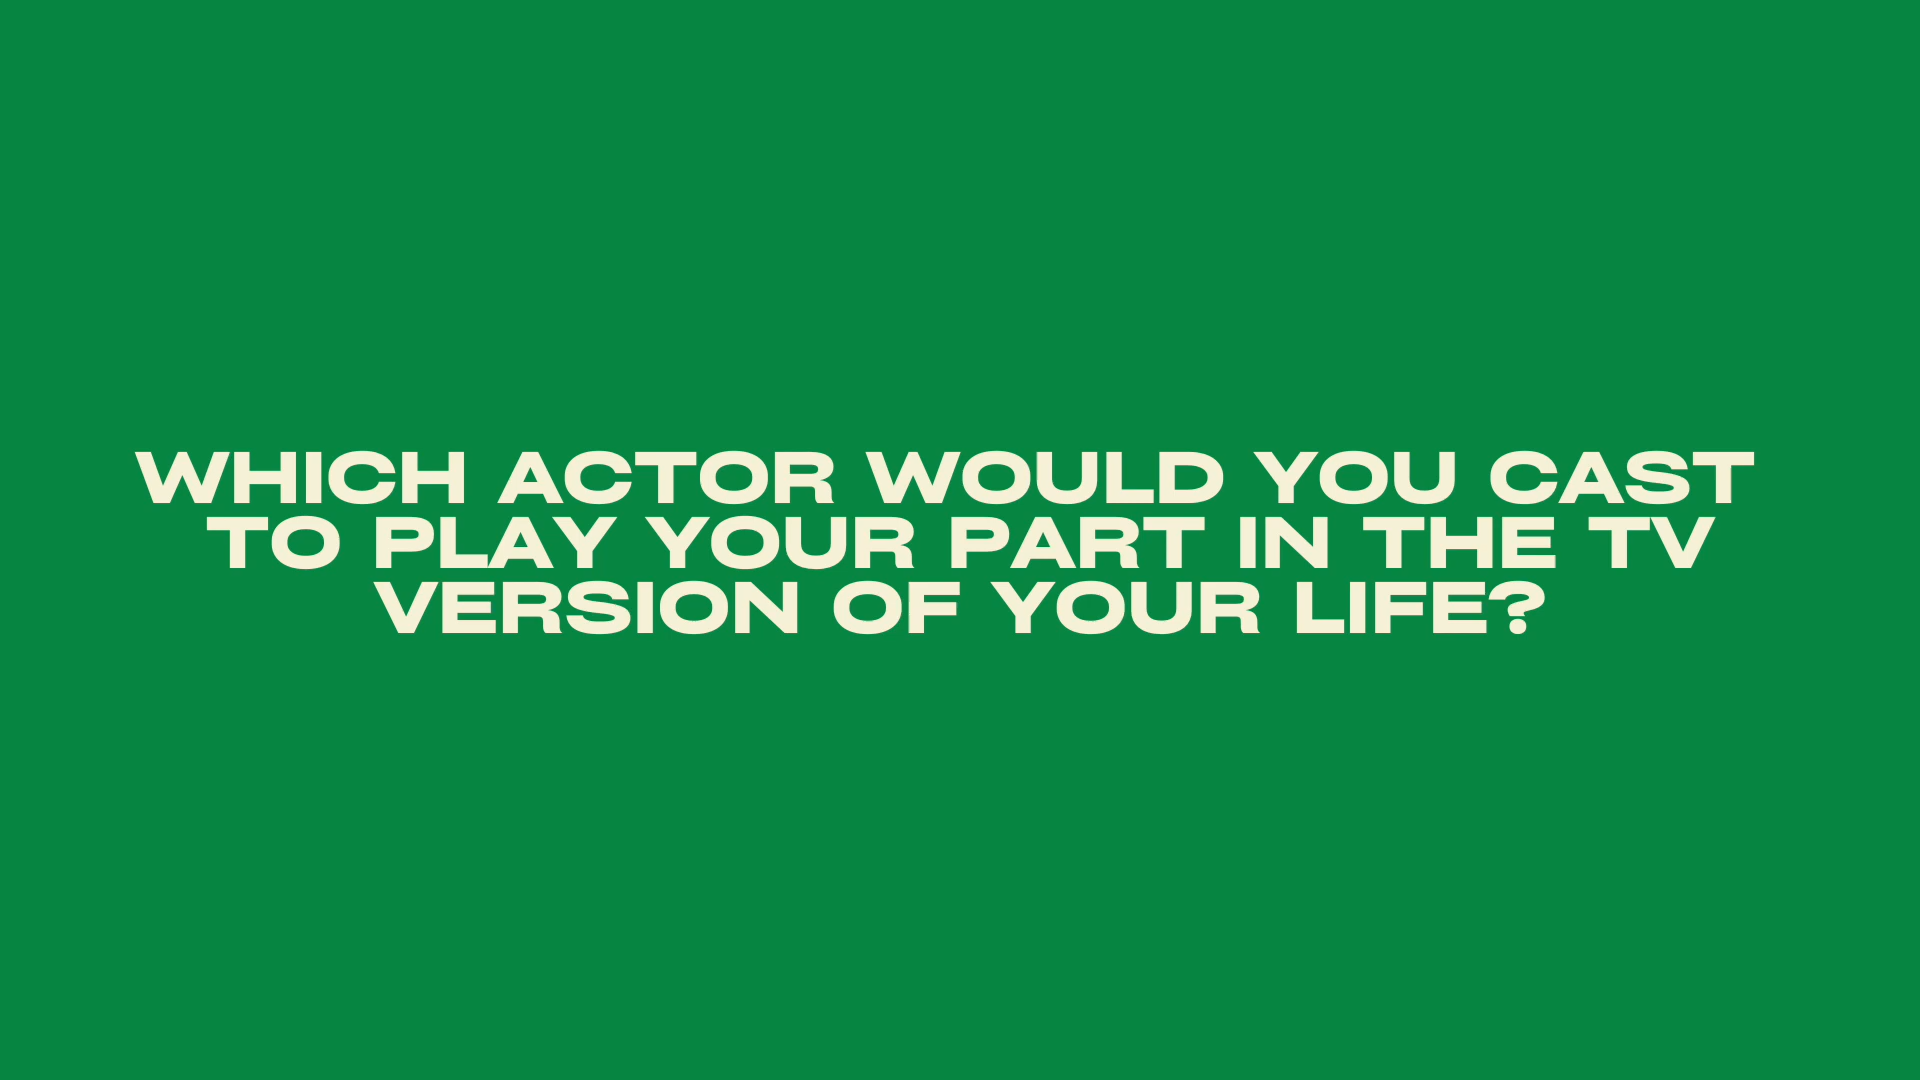 WHICH ACTOR WOULD YOU CAST
TO PLAY YOUR PART IN THE TV
VERSION OF YOUR LIFE?